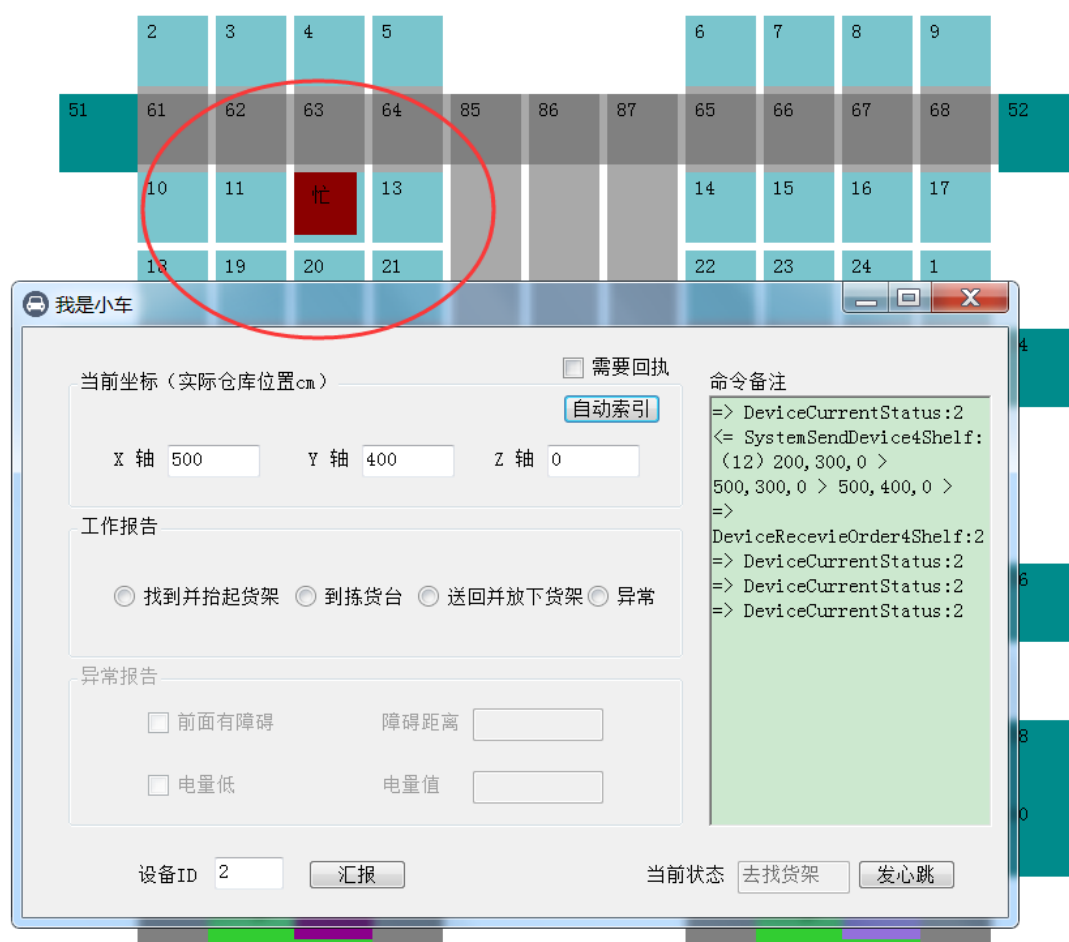 2 3 4 5 6 7 8 9
51 61 62 63 64 85 86 87 65 66 67 68 52
10 11 忙 13 14 15 16 17
18 19 20 21 22 23 24 1
我是小车
4
当前坐标（实际仓库位置cm）
需要回执
自动索引
X 轴 500 Y 轴 400 Z 轴 0
工作报告
找到并抬起货架 到拣货台 送回并放下货架 异常
异常报告
前面有障碍 障碍距离
电量低 电量值
命令备注
=> DeviceCurrentStatus:2
<= SystemSendDevice4Shelf:
（12）200,300,0 >
500,300,0 > 500,400,0 >
=>
DeviceRecevieOrder4Shelf:2
=> DeviceCurrentStatus:2
=> DeviceCurrentStatus:2
=> DeviceCurrentStatus:2
6
8
0
设备ID 2 汇报 当前状态 去找货架 发心跳